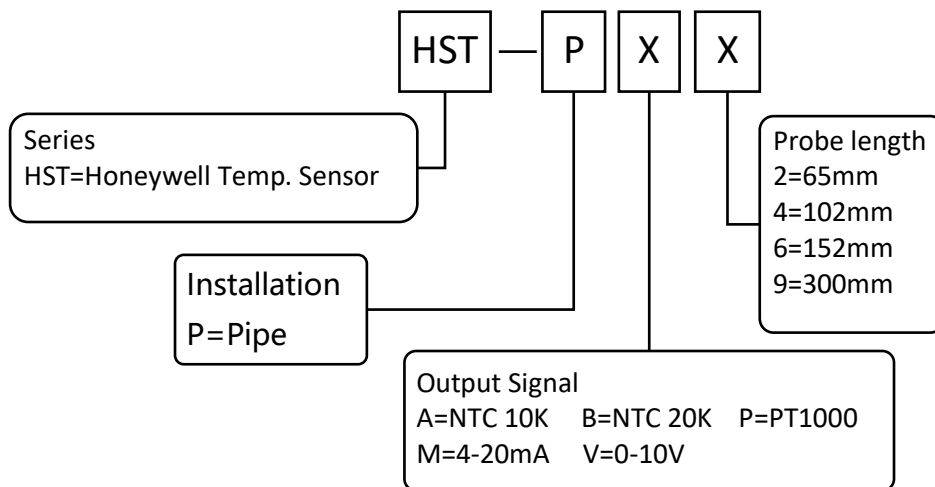 HST — P X X
Series
HST=Honeywell Temp. Sensor
Probe length
2=65mm
4=102mm
6=152mm
9=300mm
Installation
P=Pipe
Output Signal
A=NTC 10K B=NTC 20K P=PT1000
M=4-20mA V=0-10V